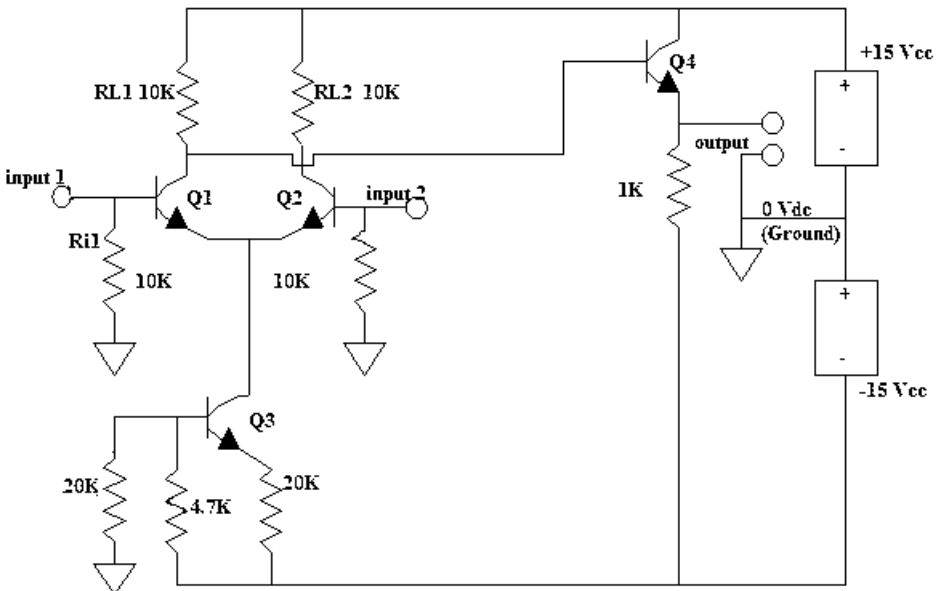 +15 Vcc
Q4
RL1 10K
RL2 10K
+
-
output
input 1
Q1
Q2
input 2
1K
0 Vdc
(Ground)
Ri1
10K
10K
+
-
-15 Vcc
Q3
20K
4.7K
20K